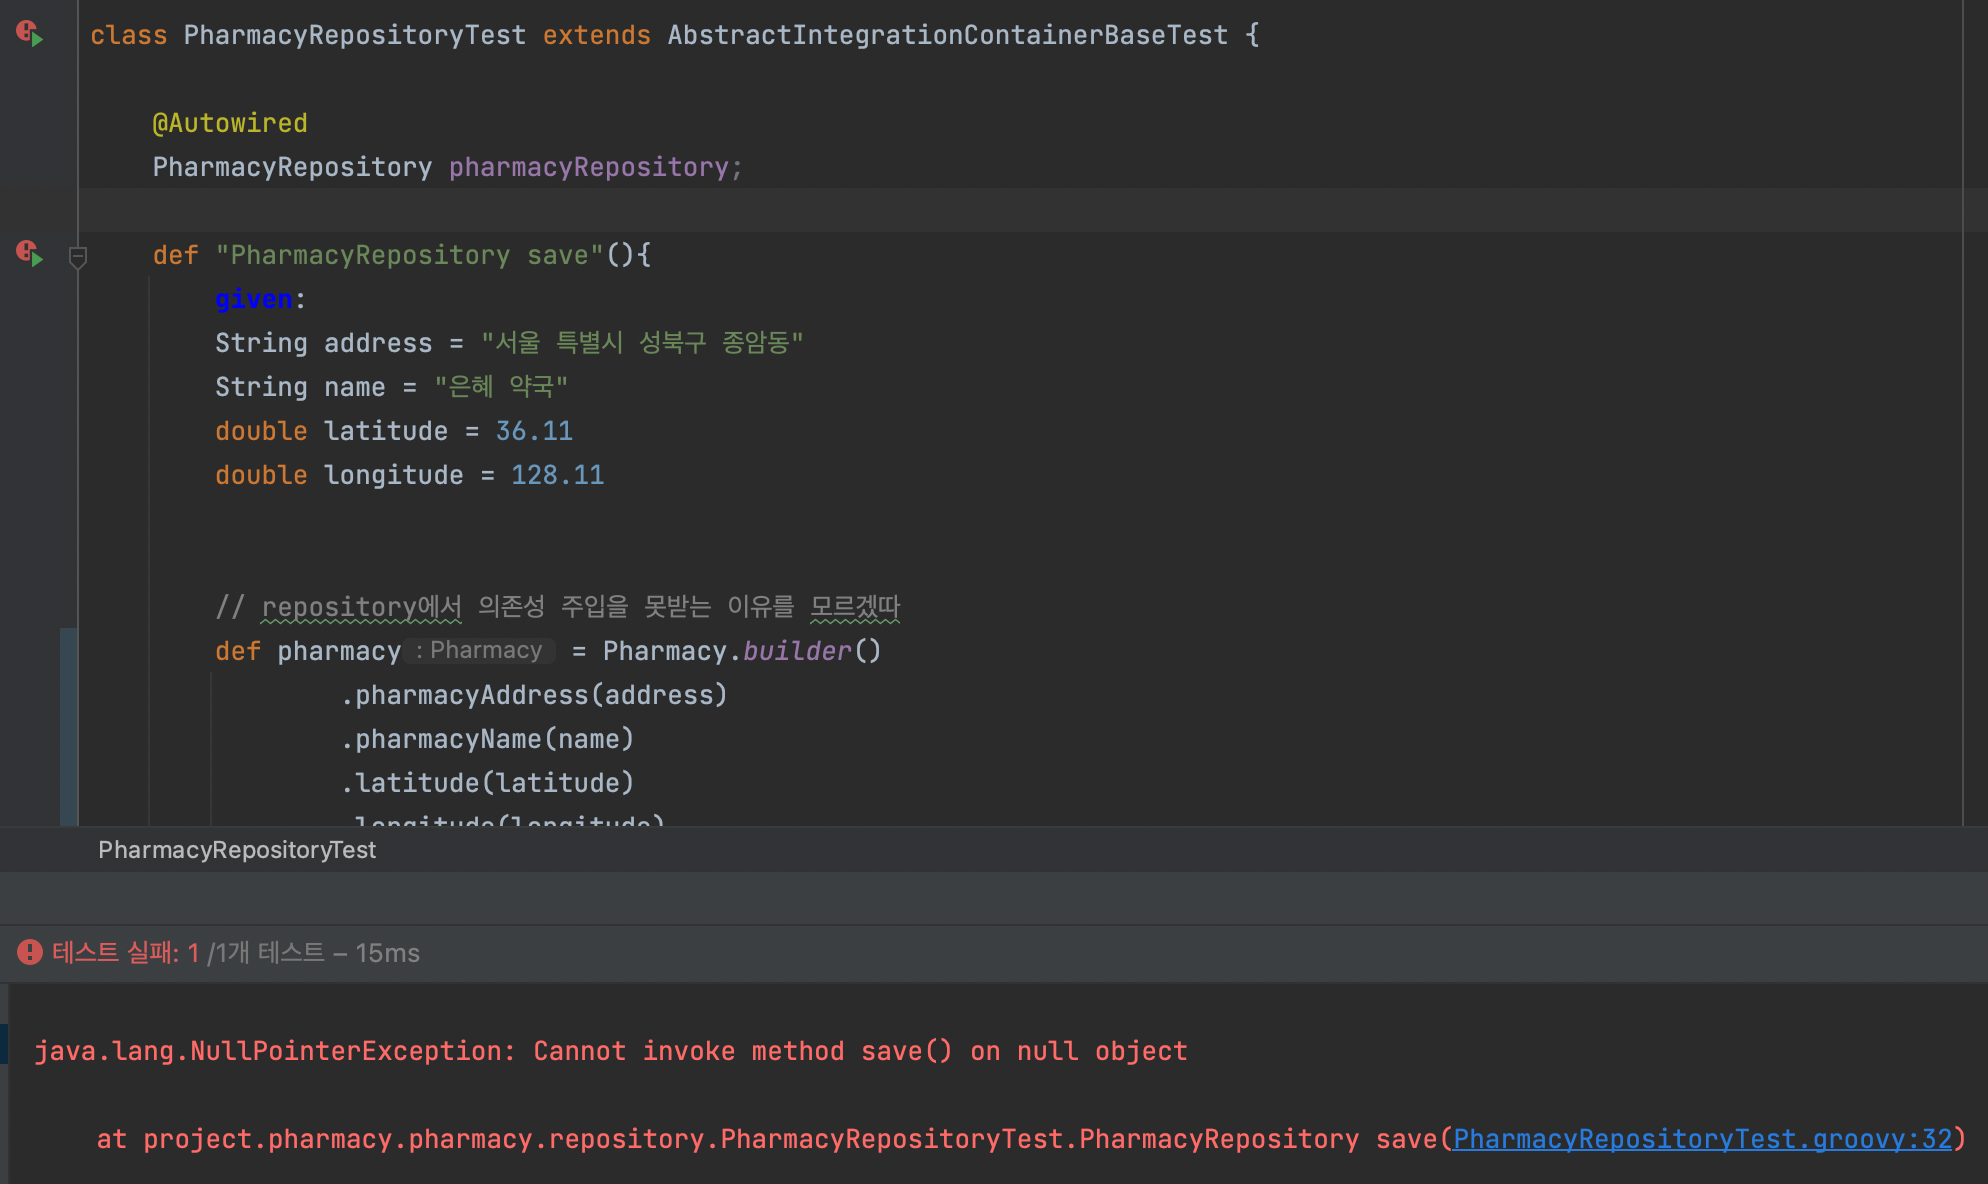 class PharmacyRepositoryTest extends AbstractIntegrationContainerBaseTest {
@Autowired
PharmacyRepository pharmacyRepository;
def "PharmacyRepository save"(){
given:
String address = "서울 특별시 성북구 종암동"
String name = "은혜 약국"
double latitude = 36.11
double longitude = 128.11
// repository에서 의존성 주입을 못받는 이유를 모르겠따
def pharmacy : Pharmacy = Pharmacy.builder()
.pharmacyAddress(address)
.pharmacyName(name)
.latitude(latitude)
.longitude(longitude)
PharmacyRepositoryTest
테스트 실패: 1 /1개 테스트 – 15ms
java.lang.NullPointerException: Cannot invoke method save() on null object
at project.pharmacy.pharmacy.repository.PharmacyRepositoryTest.PharmacyRepository save(PharmacyRepositoryTest.groovy:32)